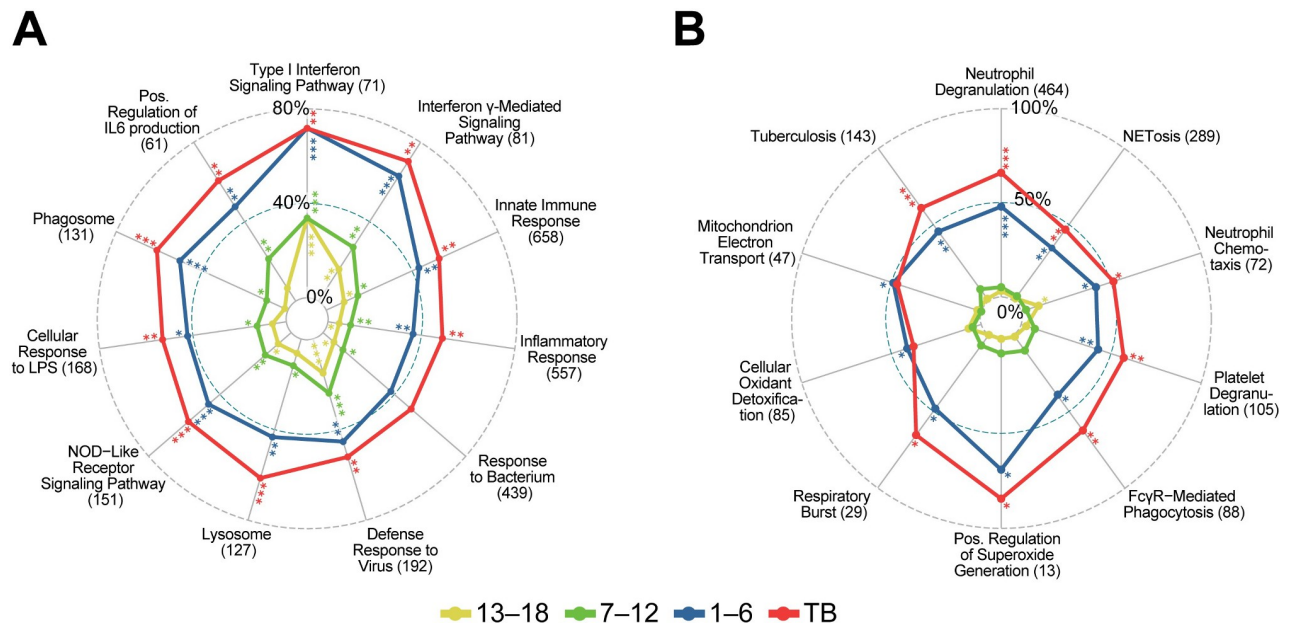 A
B
Type I Interferon
Signaling Pathway (71)
80%
40%
0%
Interferon γ-Mediated
Signaling
Pathway (81)
Innate Immune
Response
(658)
Inflammatory
Response
(557)
Response
to Bacterium
(439)
Defense
Response to
Virus (192)
Lysosome
(127)
NOD−Like
Receptor
Signaling Pathway
(151)
Cellular
Response
to LPS (168)
Phagosome
(131)
Pos.
Regulation of
IL6 production
(61)
Neutrophil
Degranulation (464)
100%
50%
0%
NETosis (289)
Neutrophil
Chemo-
taxis (72)
Platelet
Degranu-
lation (105)
FcγR−Mediated
Phagocytosis (88)
Pos. Regulation
of Superoxide
Generation (13)
Respiratory
Burst (29)
Cellular
Oxidant
Detoxifica-
tion (85)
Mitochondrion
Electron
Transport (47)
Tuberculosis (143)
13–18 7–12 1–6 TB